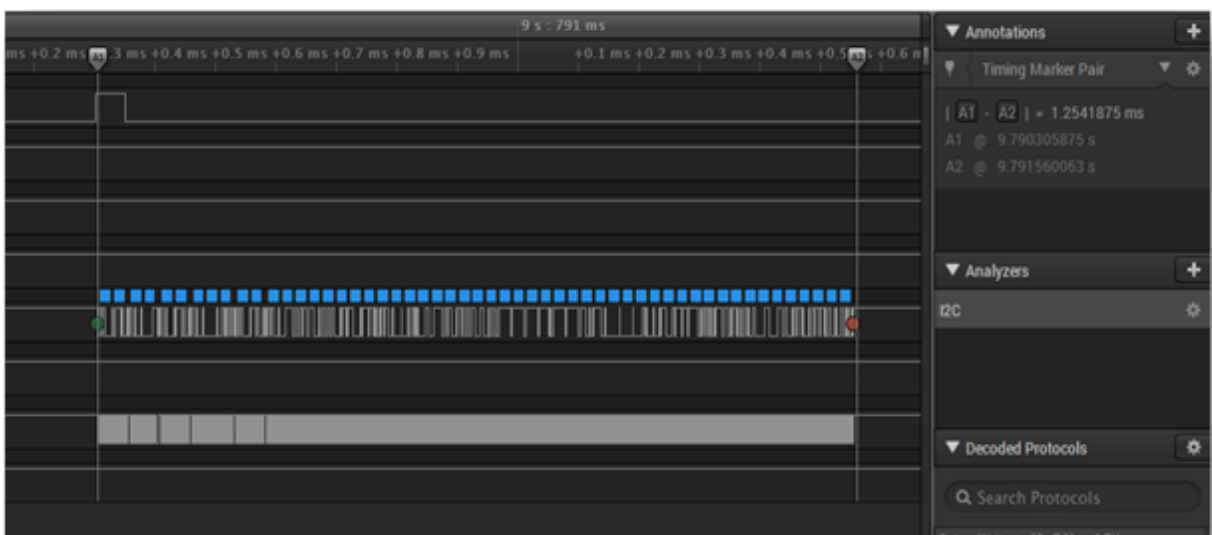 9 s : 791 ms
ms +0.2 ms A1 3 ms +0.4 ms +0.5 ms +0.6 ms +0.7 ms +0.8 ms +0.9 ms +0.1 ms +0.2 ms +0.3 ms +0.4 ms +0.5 A2 s +0.6 m
Annotations
Timing Marker Pair
| A1 - A2 | = 1.2541875 ms
A1 @ 9.790305875 s
A2 @ 9.791560063 s
Analyzers
I2C
Decoded Protocols
Search Protocols